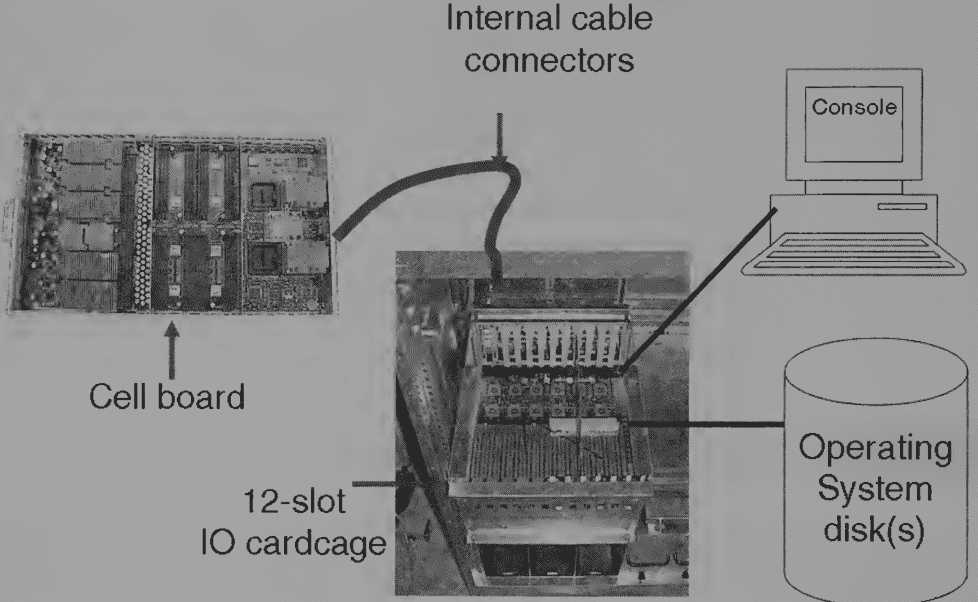 Internal cable
connectors
Console
Cell board
12-slot
IO cardcage
Operating
System
disk(s)